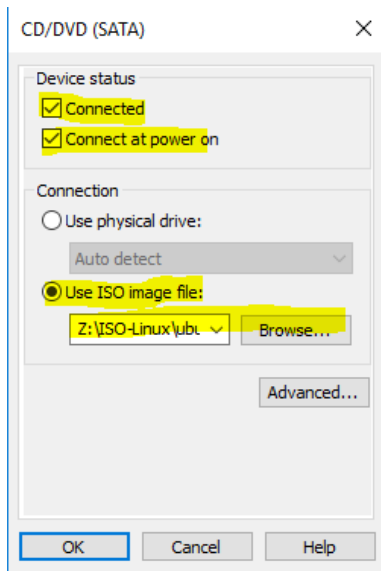 CD/DVD (SATA)
Device status
Connected
Connect at power on
Connection
Use physical drive:
Auto detect
Use ISO image file:
Z:\ISO-Linux\ubu Browse...
Advanced...
OK Cancel Help